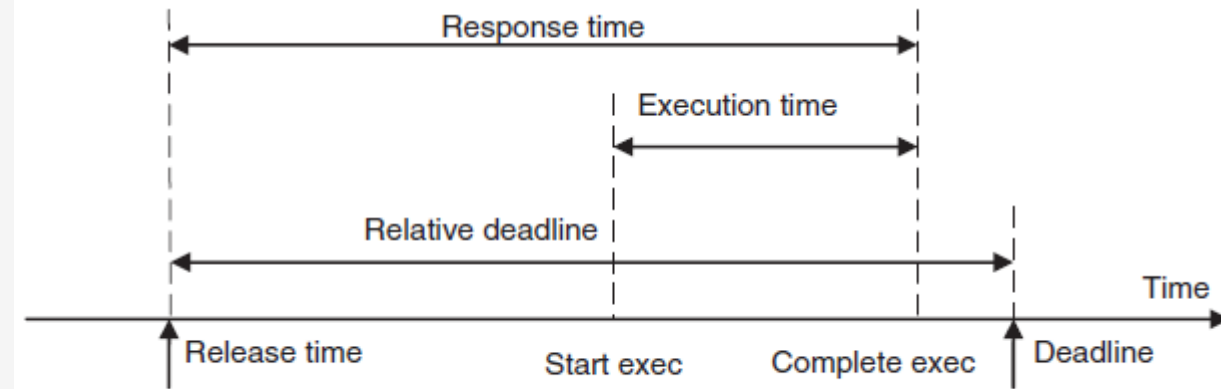 Response time
Execution time
Relative deadline
Time
Release time
Start exec
Complete exec
Deadline